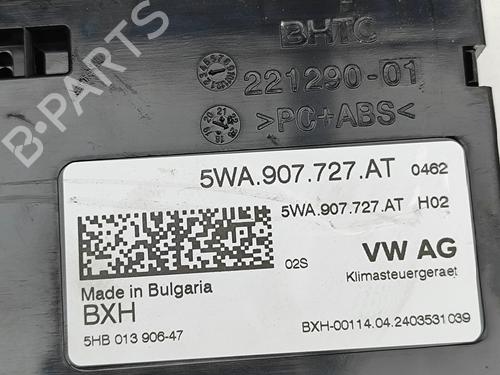 BHTC
221290-01
>PC+ABS<
5WA.907.727.AT 0462
5WA.907.727.AT H02
02S
VW AG
Made in Bulgaria
Klimasteuergeraet
BXH
5HB 013 906-47
BXH-00114.04.2403531039